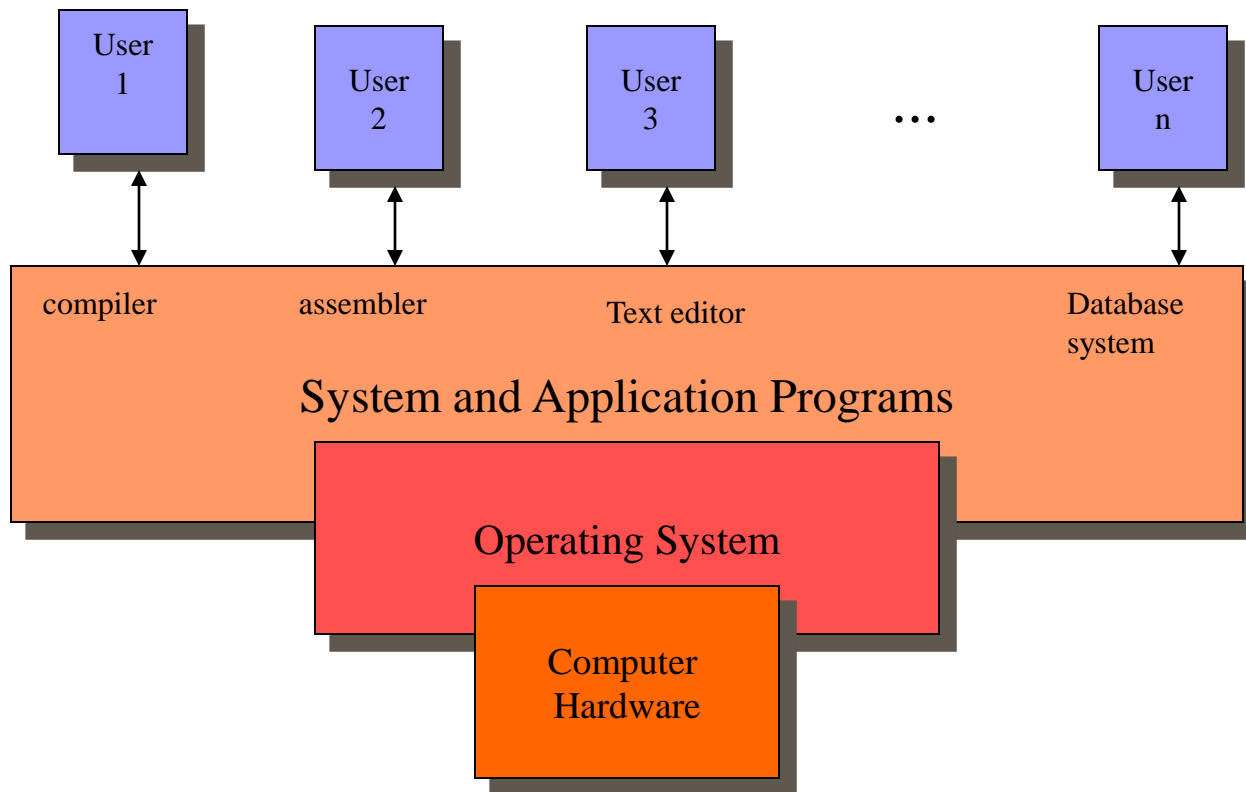 User
1
User
2
User
3
...
User
n
compiler
assembler
Text editor
Database
system
System and Application Programs
Operating System
Computer
Hardware